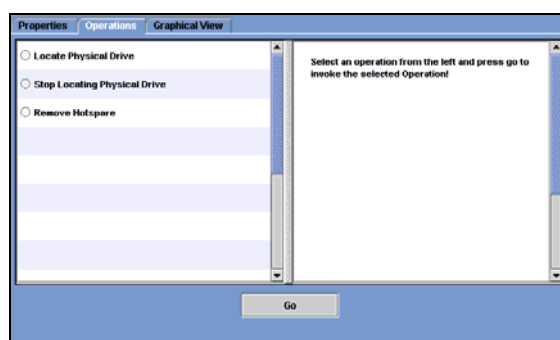 Properties Operations Graphical View
Locate Physical Drive
Stop Locating Physical Drive
Remove Hotspare
Select an operation from the left and press go to
invoke the selected Operation!
Go